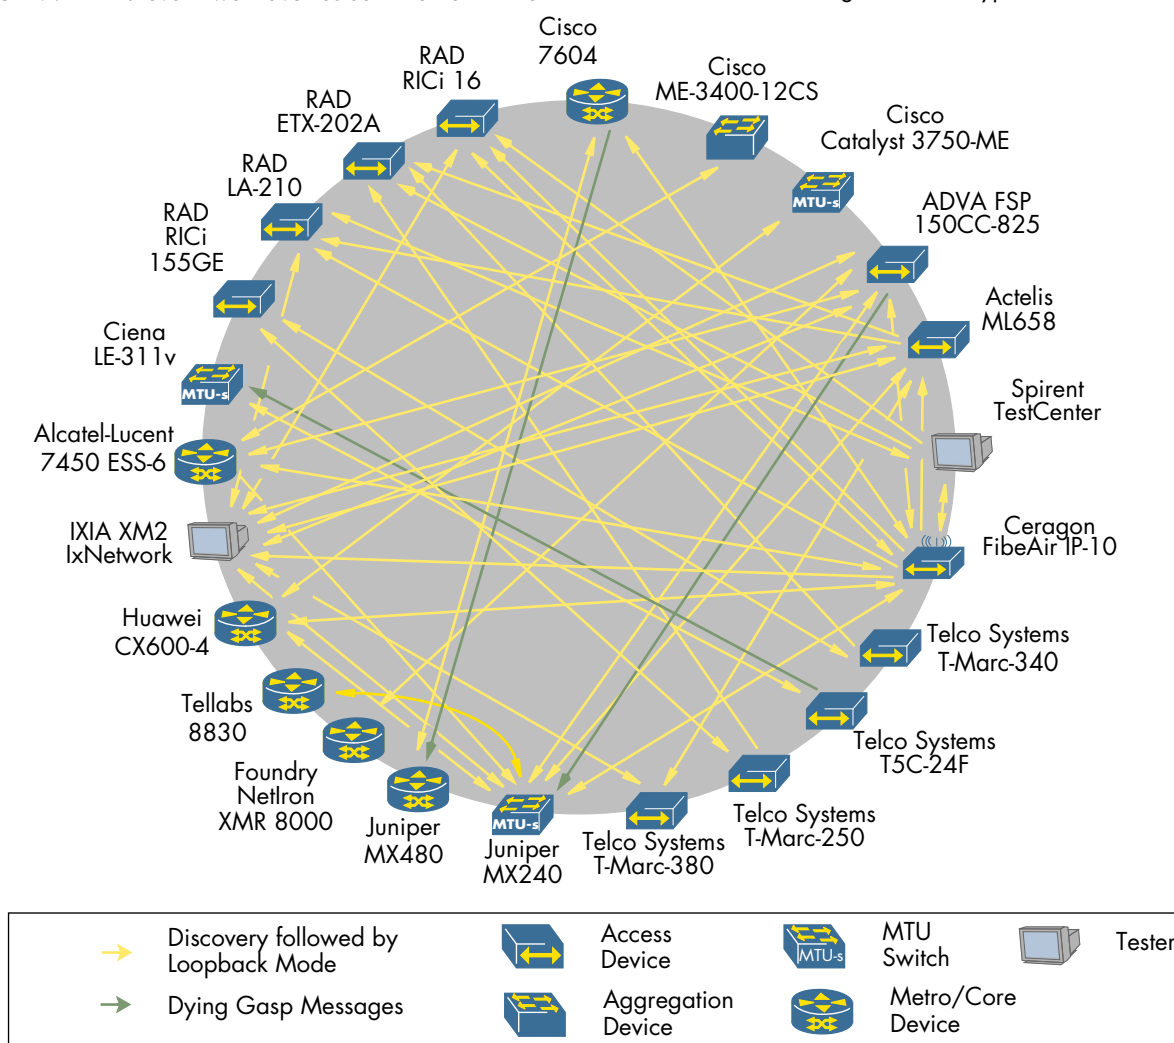 Cisco
7604
RAD
RICi 16
Cisco
ME-3400-12CS
RAD
ETX-202A
Cisco
Catalyst 3750-ME
RAD
LA-210
MTU-s
ADVA FSP
150CC-825
RAD
RICi
155GE
Actelis
ML658
Ciena
LE-311v
MTU-s
Spirent
TestCenter
Alcatel-Lucent
7450 ESS-6
IXIA XM2
IxNetwork
Ceragon
FibeAir IP-10
Huawei
CX600-4
Telco Systems
T-Marc-340
Tellabs
8830
Telco Systems
T5C-24F
Foundry
NetIron
XMR 8000
Juniper
MX480
MTU-s
Juniper
MX240
Telco Systems
T-Marc-380
Telco Systems
T-Marc-250
Discovery followed by
Loopback Mode
Access
Device
MTU-s
MTU
Switch
Tester
Dying Gasp Messages
Aggregation
Device
Metro/Core
Device